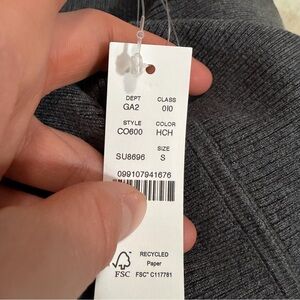 DEPT CLASS
GA2 010
STYLE COLOR
CO600 HCH
SIZE
SU8696 S
099107941676
RECYCLED
Paper
FSC FSC® C117781